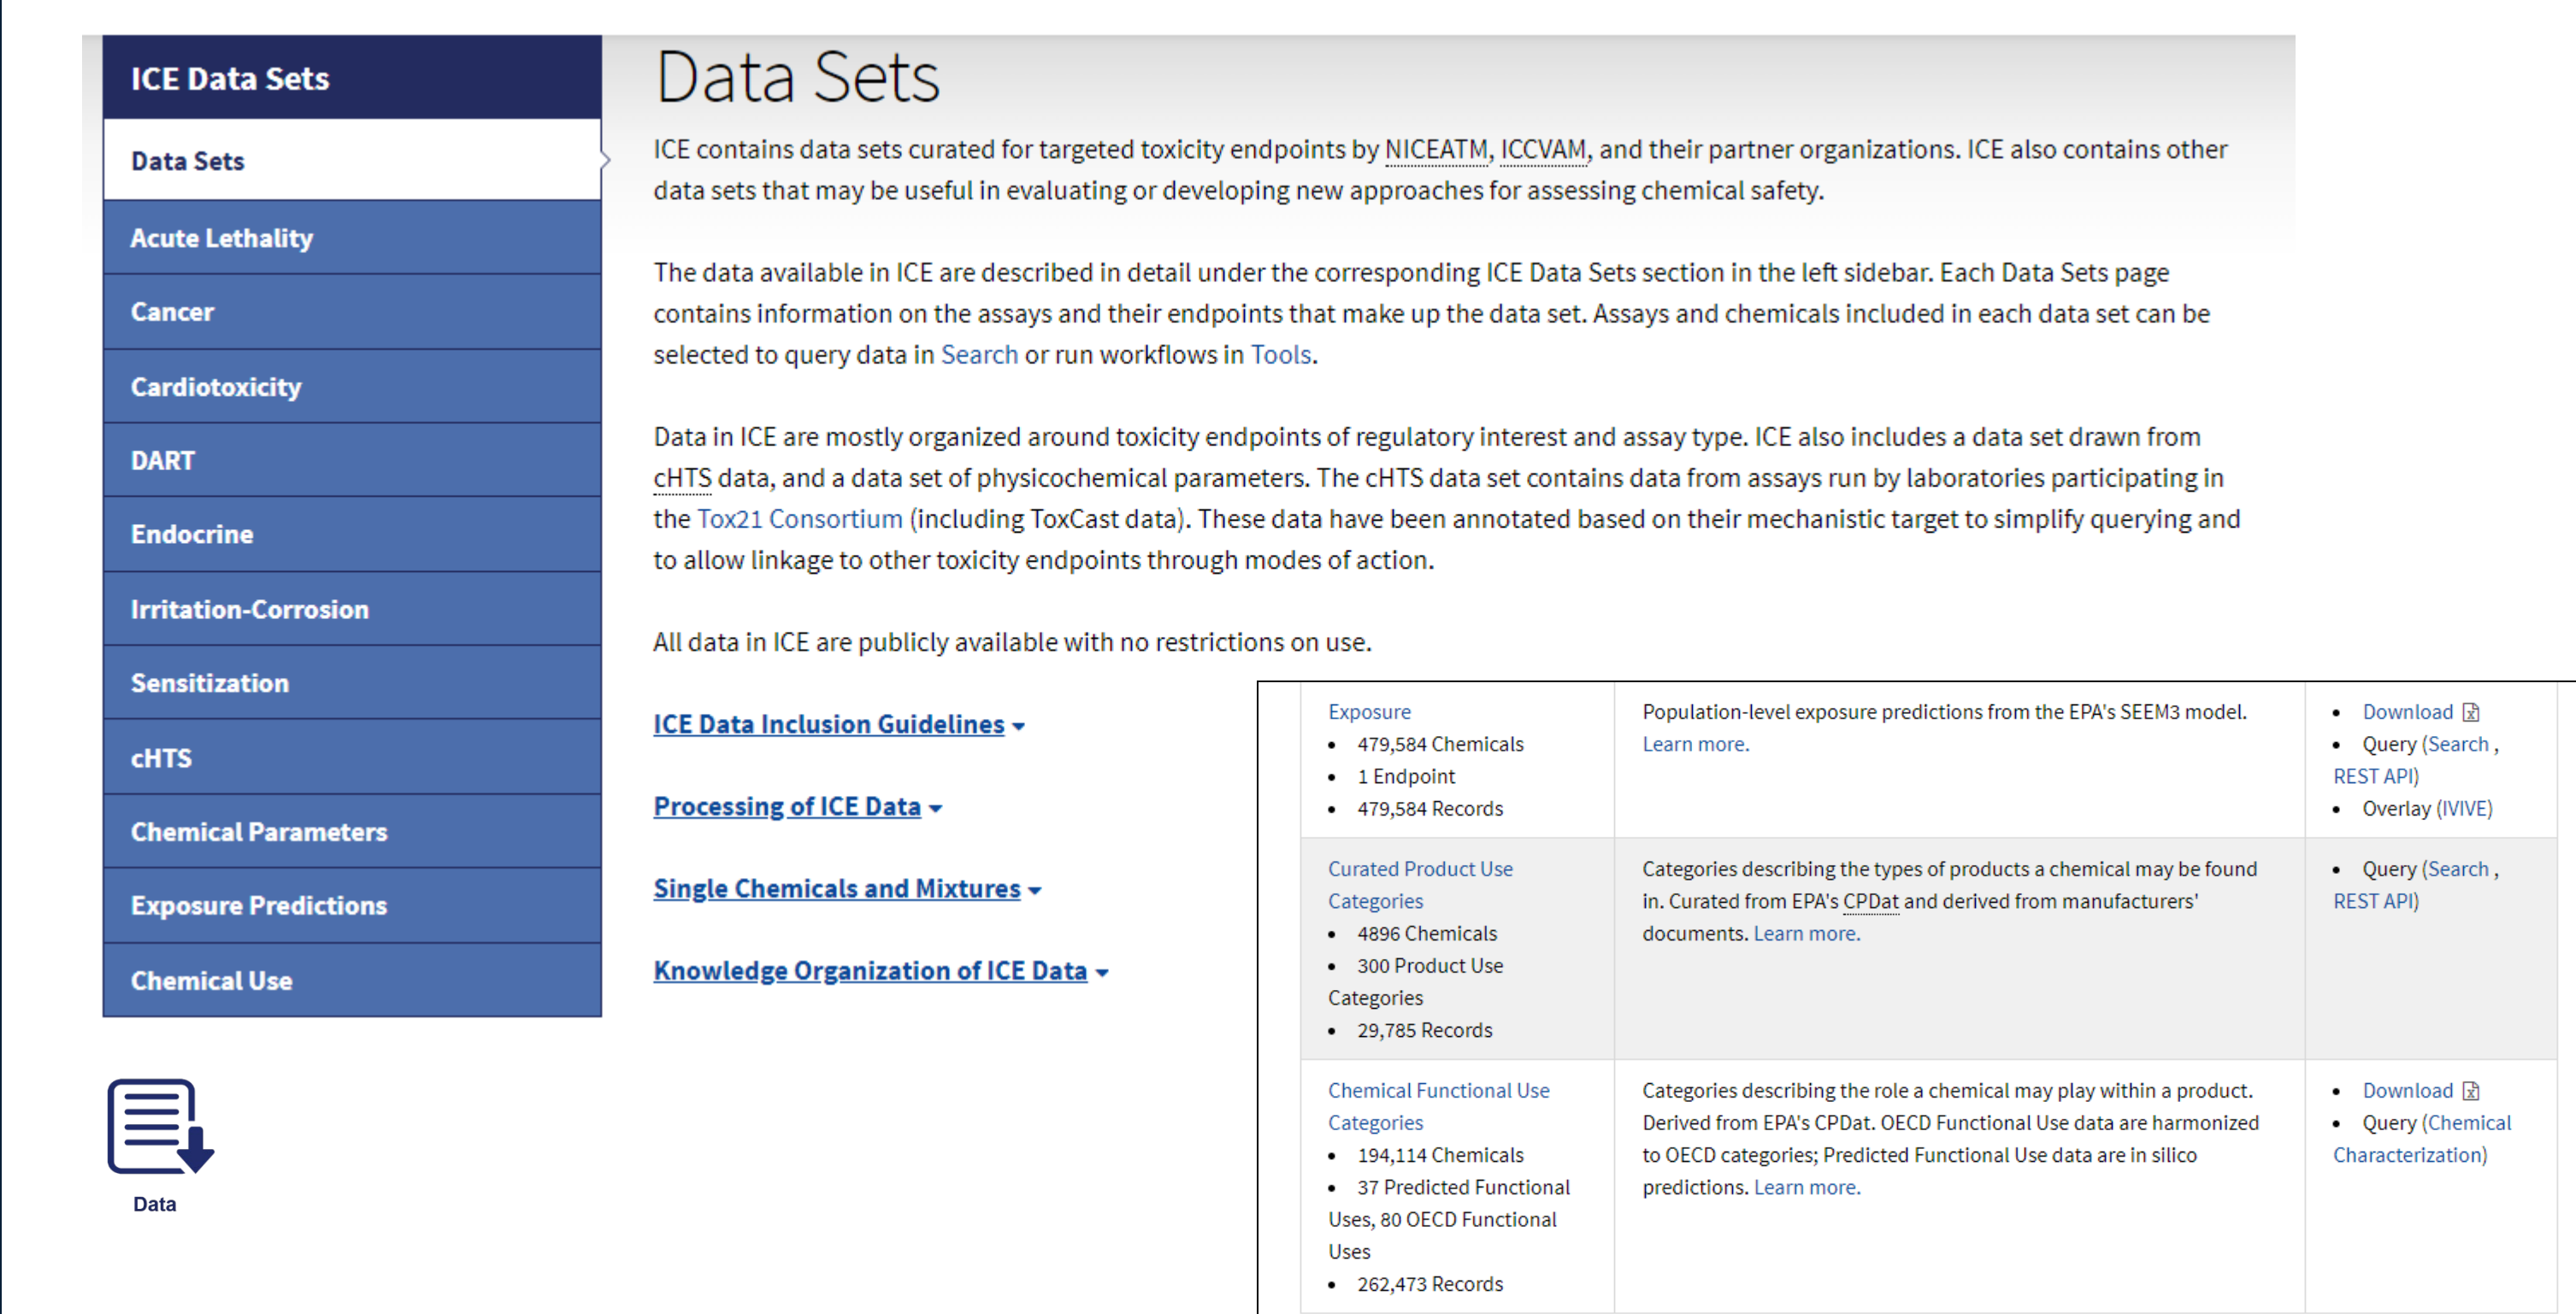 ICE Data Sets
Data Sets
Acute Lethality
Cancer
Cardiotoxicity
DART
Endocrine
Irritation-Corrosion
Sensitization
cHTS
Chemical Parameters
Exposure Predictions
Chemical Use
Data
Data Sets
ICE contains data sets curated for targeted toxicity endpoints by NICEATM, ICCVAM, and their partner organizations. ICE also contains other
data sets that may be useful in evaluating or developing new approaches for assessing chemical safety.
The data available in ICE are described in detail under the corresponding ICE Data Sets section in the left sidebar. Each Data Sets page
contains information on the assays and their endpoints that make up the data set. Assays and chemicals included in each data set can be
selected to query data in Search or run workflows in Tools.
Data in ICE are mostly organized around toxicity endpoints of regulatory interest and assay type. ICE also includes a data set drawn from
cHTS data, and a data set of physicochemical parameters. The cHTS data set contains data from assays run by laboratories participating in
the Tox21 Consortium (including ToxCast data). These data have been annotated based on their mechanistic target to simplify querying and
to allow linkage to other toxicity endpoints through modes of action.
All data in ICE are publicly available with no restrictions on use.
ICE Data Inclusion Guidelines
Processing of ICE Data
Single Chemicals and Mixtures
Knowledge Organization of ICE Data
Exposure
• 479,584 Chemicals
• 1 Endpoint
• 479,584 Records
Population-level exposure predictions from the EPA's SEEM3 model.
Learn more.
• Download
• Query (Search ,
REST API)
• Overlay (IVIVE)
Curated Product Use
Categories
• 4896 Chemicals
• 300 Product Use
Categories
• 29,785 Records
Categories describing the types of products a chemical may be found
in. Curated from EPA's CPDat and derived from manufacturers'
documents. Learn more.
• Query (Search ,
REST API)
Chemical Functional Use
Categories
• 194,114 Chemicals
• 37 Predicted Functional
Uses, 80 OECD Functional
Uses
• 262,473 Records
Categories describing the role a chemical may play within a product.
Derived from EPA's CPDat. OECD Functional Use data are harmonized
to OECD categories; Predicted Functional Use data are in silico
predictions. Learn more.
• Download
• Query (Chemical
Characterization)